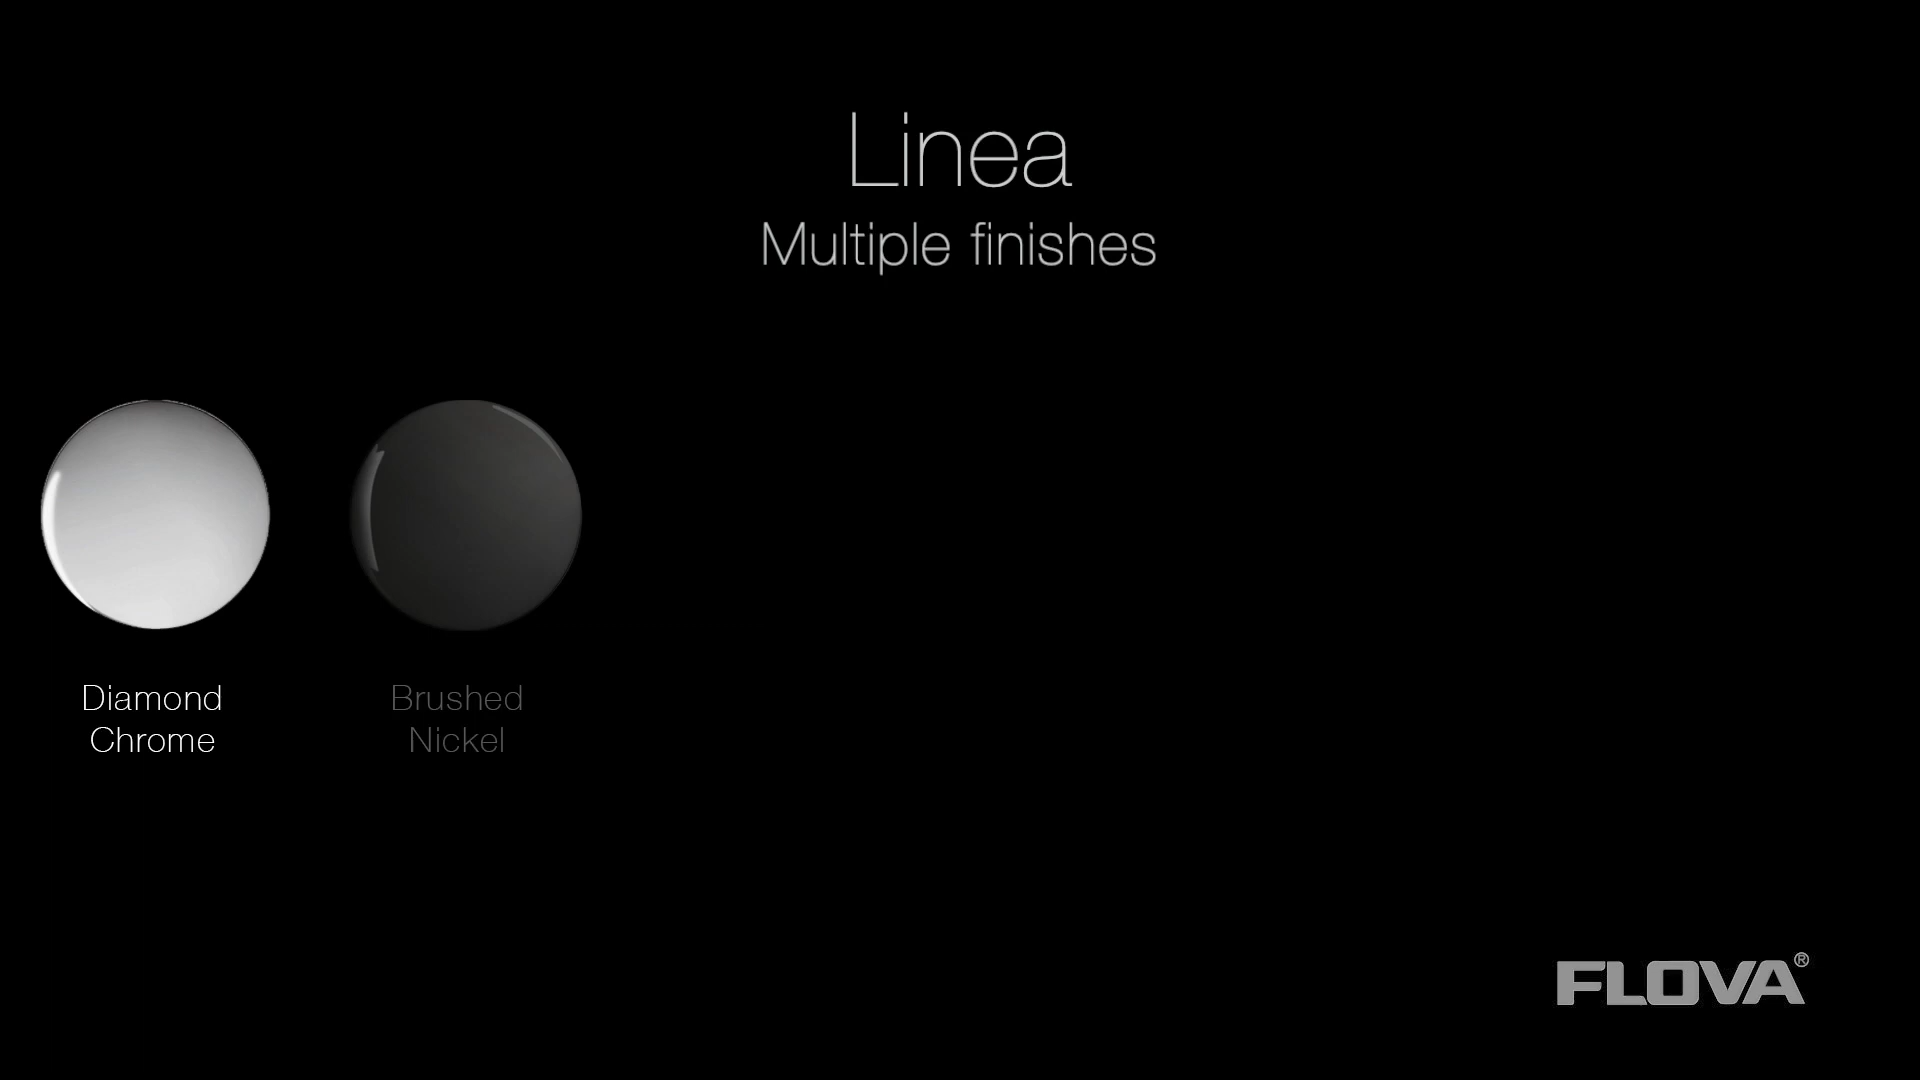 Linea
Multiple finishes
Diamond
Chrome
Brushed
Nickel
FLOVA®